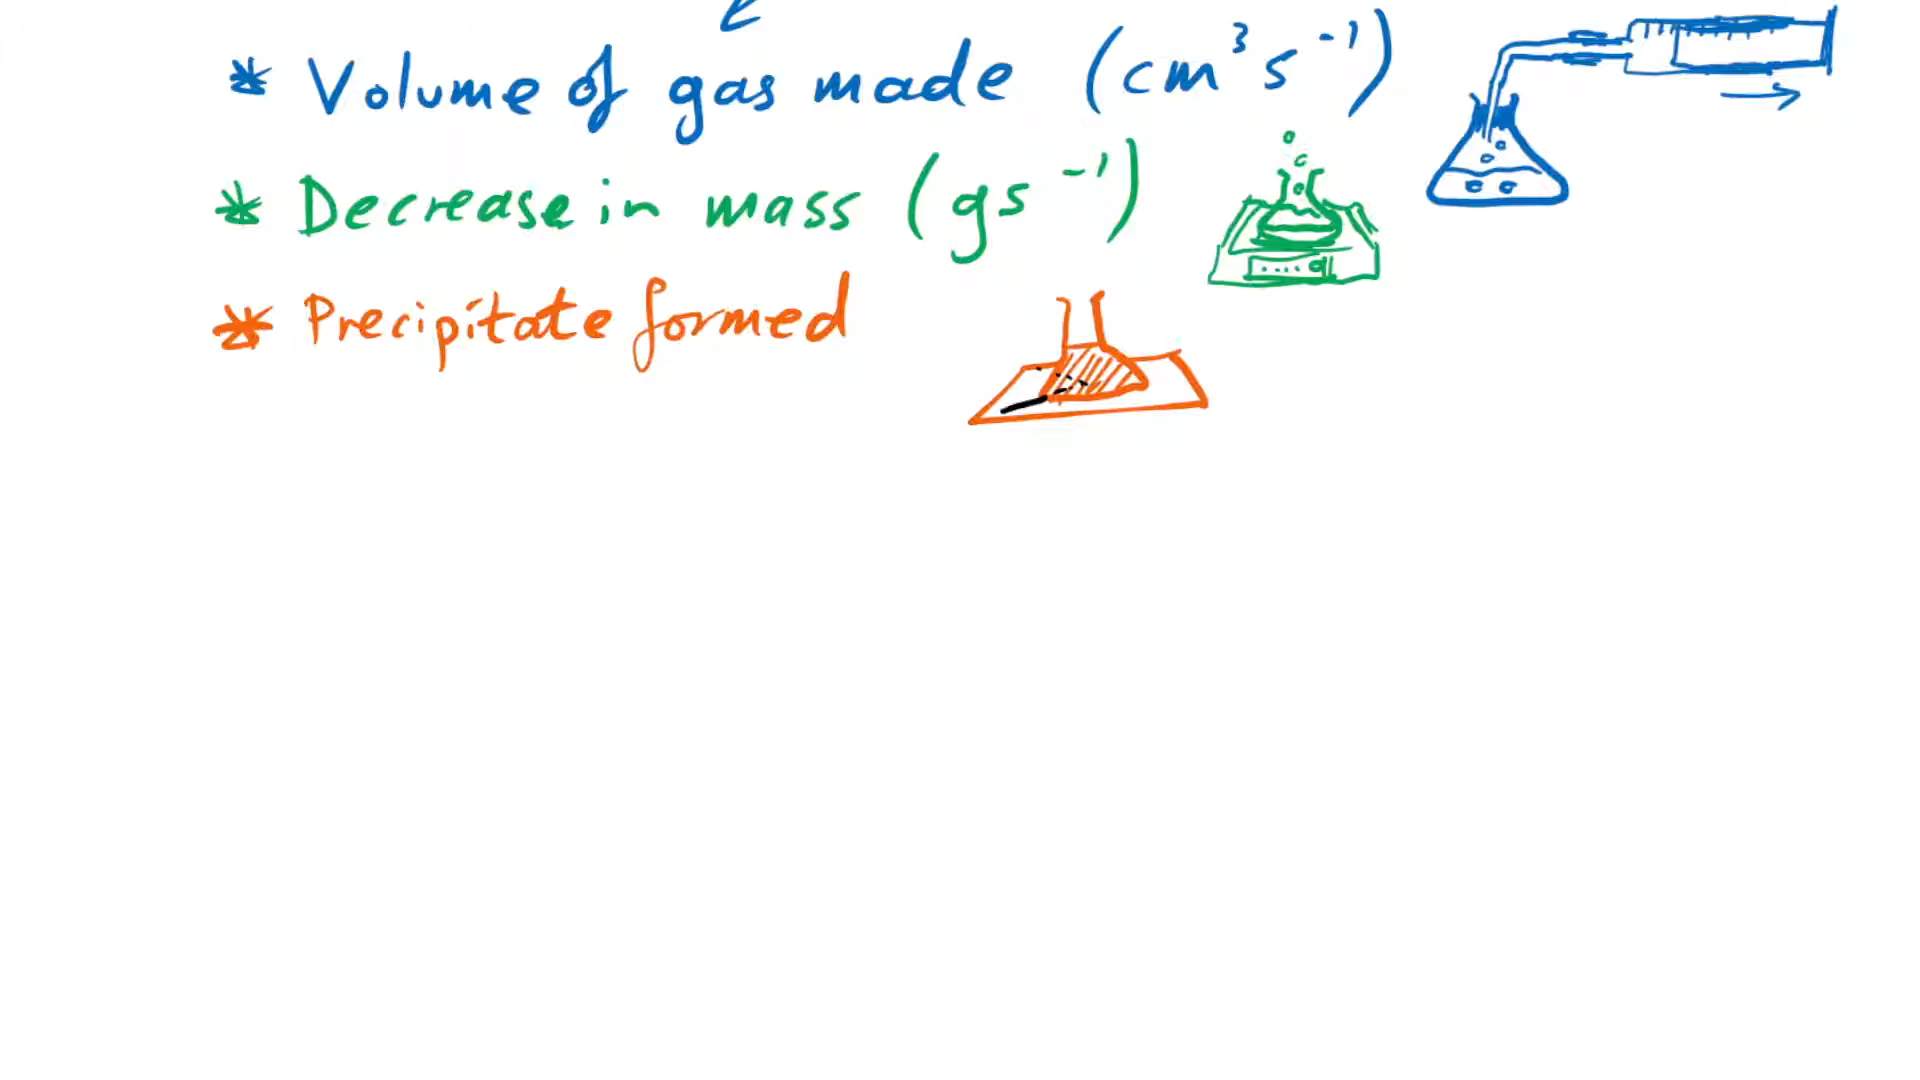 * Volume of gas made (cm³s⁻¹)
* Decrease in mass (gs⁻¹)
* Precipitate formed